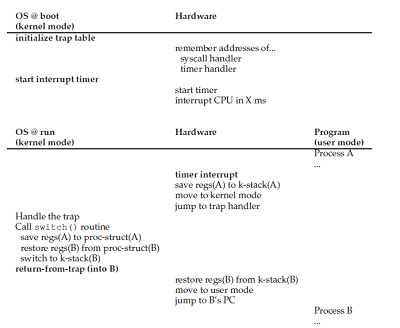 OS @ boot Hardware
(kernel mode)
initialize trap table
remember addresses of...
syscall handler
timer handler
start interrupt timer
start timer
interrupt CPU in X ms
OS @ run Hardware Program
(kernel mode) (user mode)
Process A
...
timer interrupt
save regs(A) to k-stack(A)
move to kernel mode
jump to trap handler
Handle the trap
Call switch() routine
save regs(A) to proc-struct(A)
restore regs(B) from proc-struct(B)
switch to k-stack(B)
return-from-trap (into B)
restore regs(B) from k-stack(B)
move to user mode
jump to B's PC
Process B
...